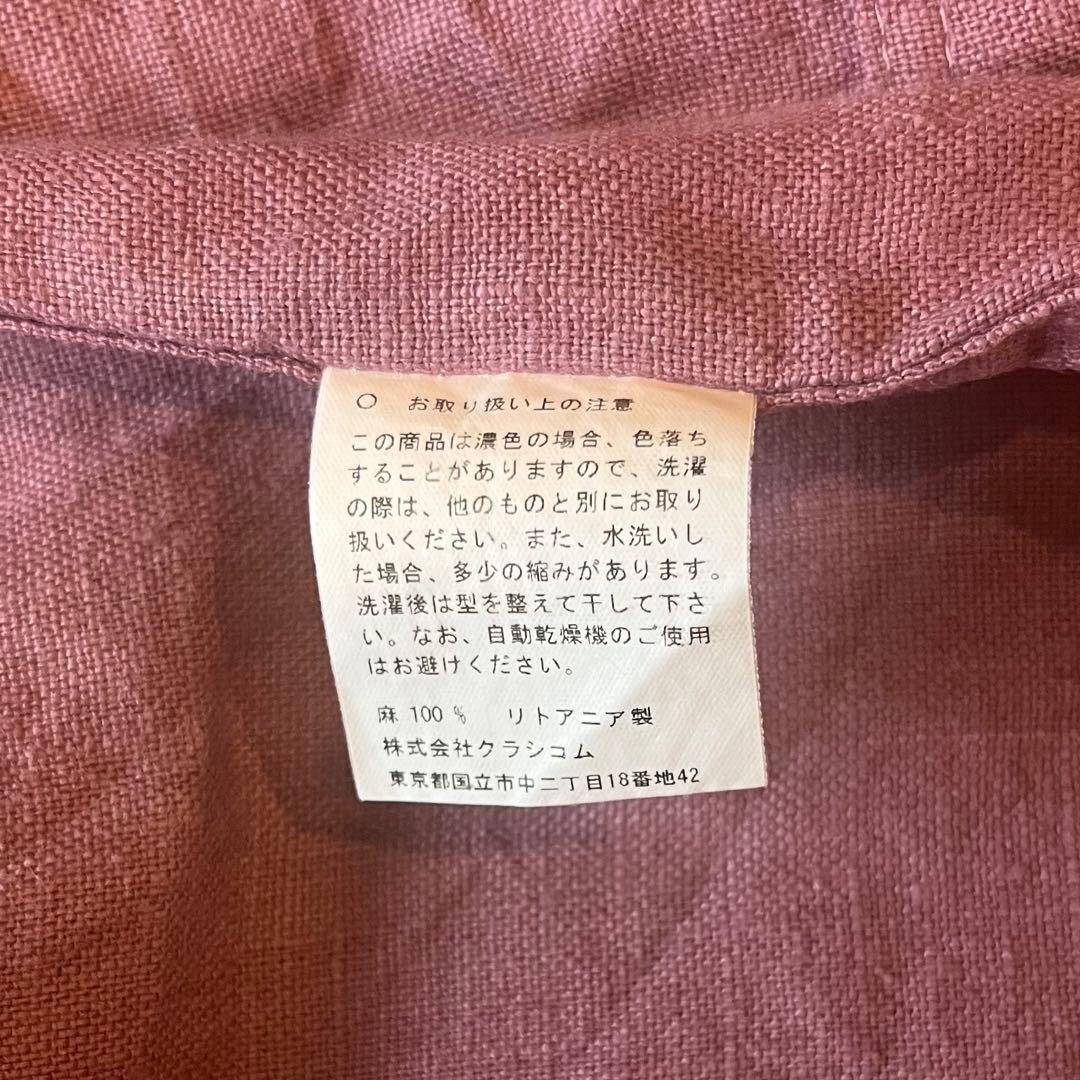 ○ お取り扱い上の注意
この商品は濃色の場合、色落ち
することがありますので、洗濯
の際は、他のものと別にお取り
扱いください。また、水洗いし
た場合、多少の縮みがあります。
洗濯後は型を整えて干して下さ
い。なお、自動乾燥機のご使用
はお避けください。
麻 100 % リトアニア製
株式会社クラシコム
東京都国立市中二丁目18番地42